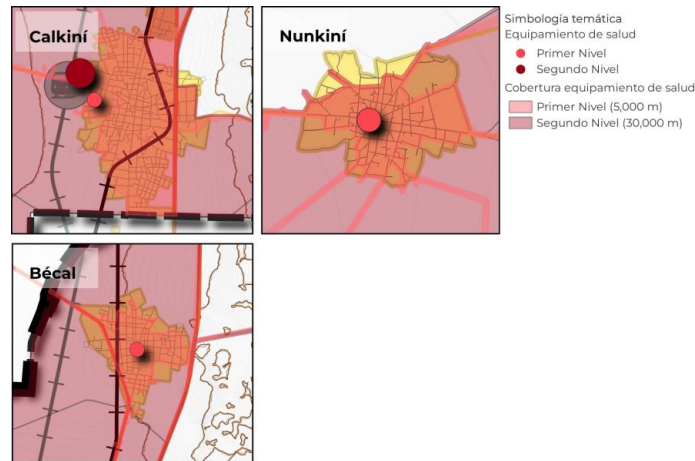 Calkiní
Nunkiní
Simbología temática
Equipamiento de salud
Primer Nivel
Segundo Nivel
Cobertura equipamiento de salud
Primer Nivel (5,000 m)
Segundo Nivel (30,000 m)
Bécal